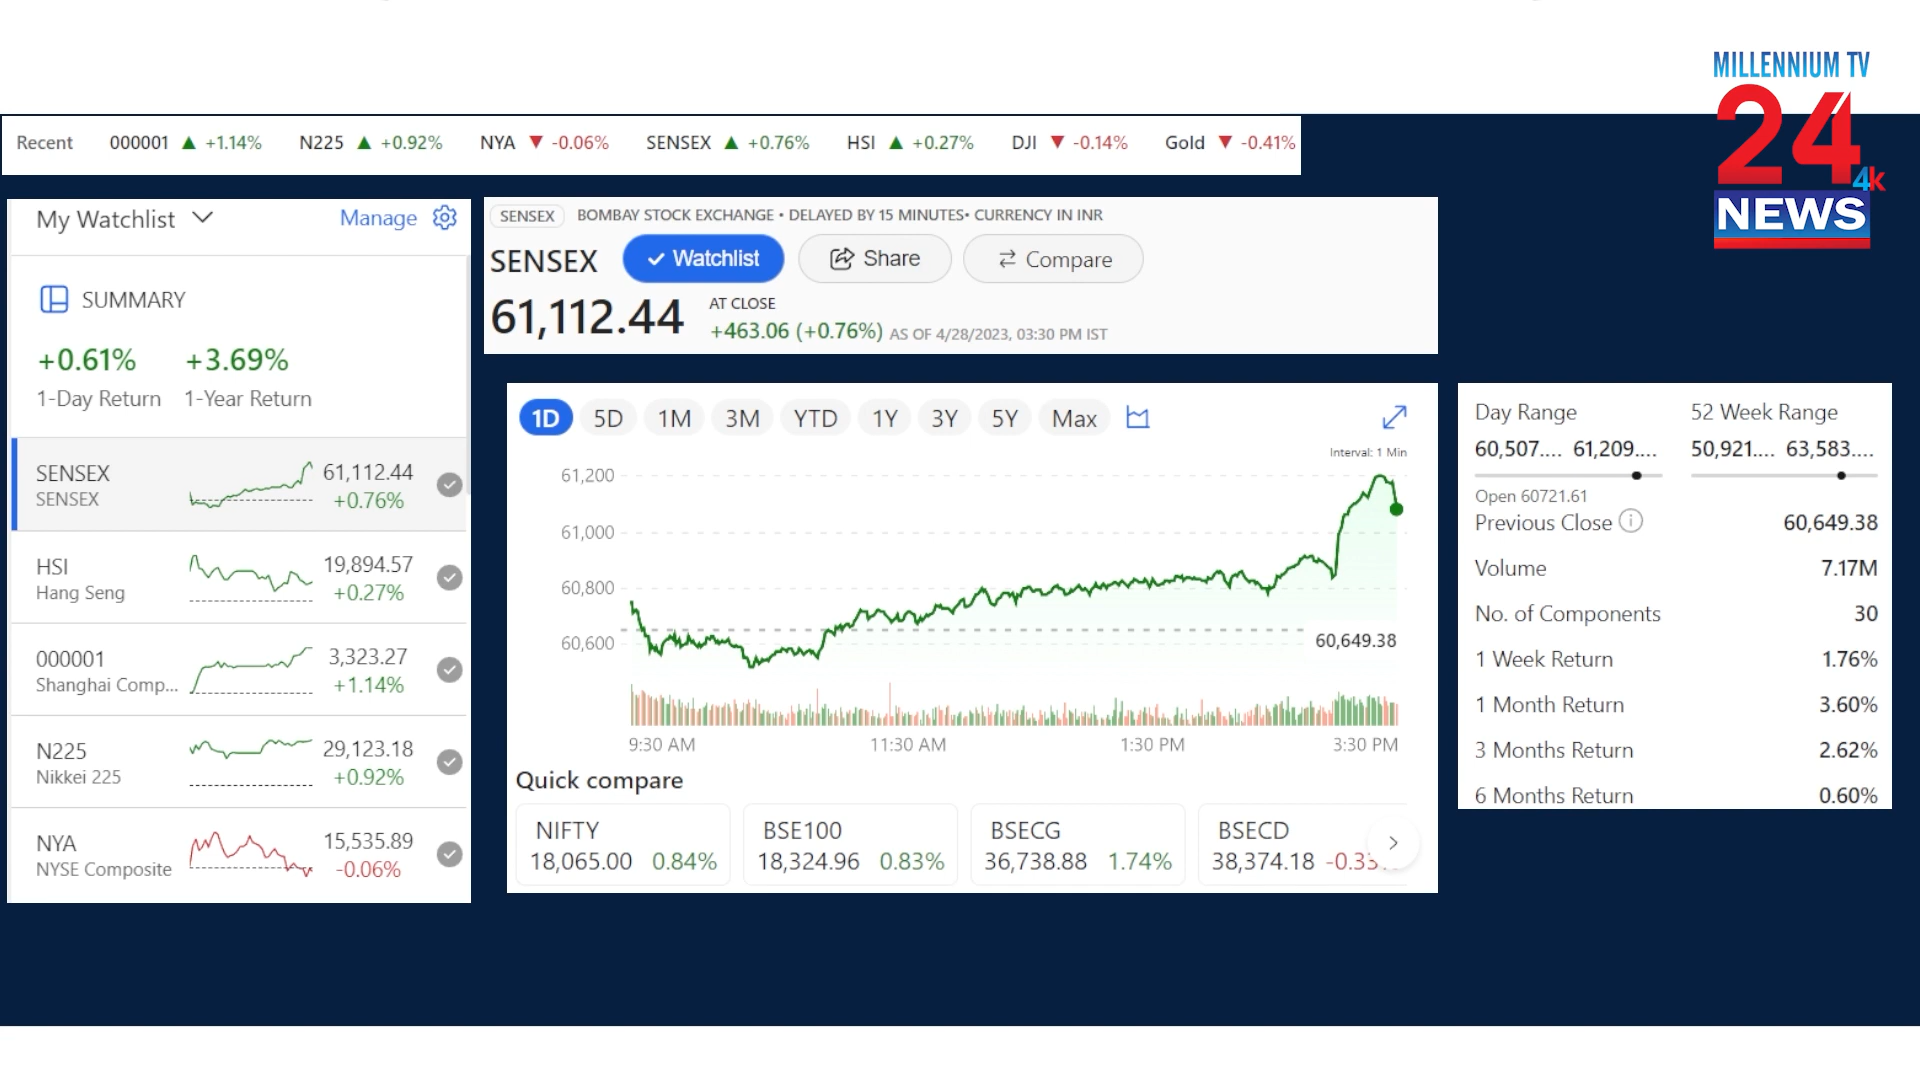 MILLENNIUM TV
24
4k
NEWS
Recent 000001 ▲ +1.14% N225 ▲ +0.92% NYA ▼ -0.06% SENSEX ▲ +0.76% HSI ▲ +0.27% DJI ▼ -0.14% Gold ▼ -0.41%
My Watchlist Manage
SUMMARY
+0.61% +3.69%
1-Day Return 1-Year Return
SENSEX 61,112.44
SENSEX +0.76%
HSI 19,894.57
Hang Seng +0.27%
000001 3,323.27
Shanghai Comp... +1.14%
N225 29,123.18
Nikkei 225 +0.92%
NYA 15,535.89
NYSE Composite -0.06%
SENSEX BOMBAY STOCK EXCHANGE • DELAYED BY 15 MINUTES• CURRENCY IN INR
SENSEX Watchlist Share Compare
61,112.44 AT CLOSE
+463.06 (+0.76%) AS OF 4/28/2023, 03:30 PM IST
1D 5D 1M 3M YTD 1Y 3Y 5Y Max
Interval: 1 Min
61,200
61,000
60,800
60,600
60,649.38
9:30 AM 11:30 AM 1:30 PM 3:30 PM
Quick compare
NIFTY BSE100 BSECG BSECD
18,065.00 0.84% 18,324.96 0.83% 36,738.88 1.74% 38,374.18 -0.33...
Day Range 52 Week Range
60,507.... 61,209.... 50,921.... 63,583....
Open 60721.61
Previous Close 60,649.38
Volume 7.17M
No. of Components 30
1 Week Return 1.76%
1 Month Return 3.60%
3 Months Return 2.62%
6 Months Return 0.60%